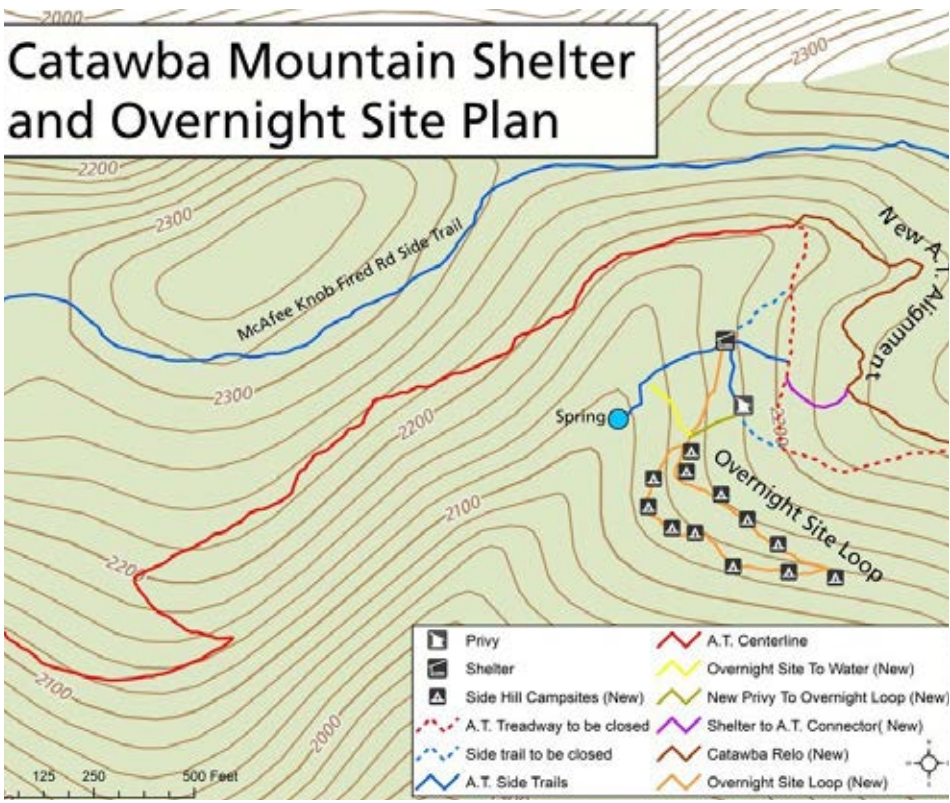 2000
2300
Catawba Mountain Shelter
and Overnight Site Plan
2200
2300
McAfee Knob Fired Rd Side Trail
New A.T. Alignment
2300
2200
Spring
2200
Overnight Site Loop
2100
2200
2100
2000
Privy
Shelter
Side Hill Campsites (New)
A.T. Treadway to be closed
Side trail to be closed
A.T. Side Trails
A.T. Centerline
Overnight Site To Water (New)
New Privy To Overnight Loop (New)
Shelter to A.T. Connector( New)
Catawba Relo (New)
Overnight Site Loop (New)
125 250 500 Feet